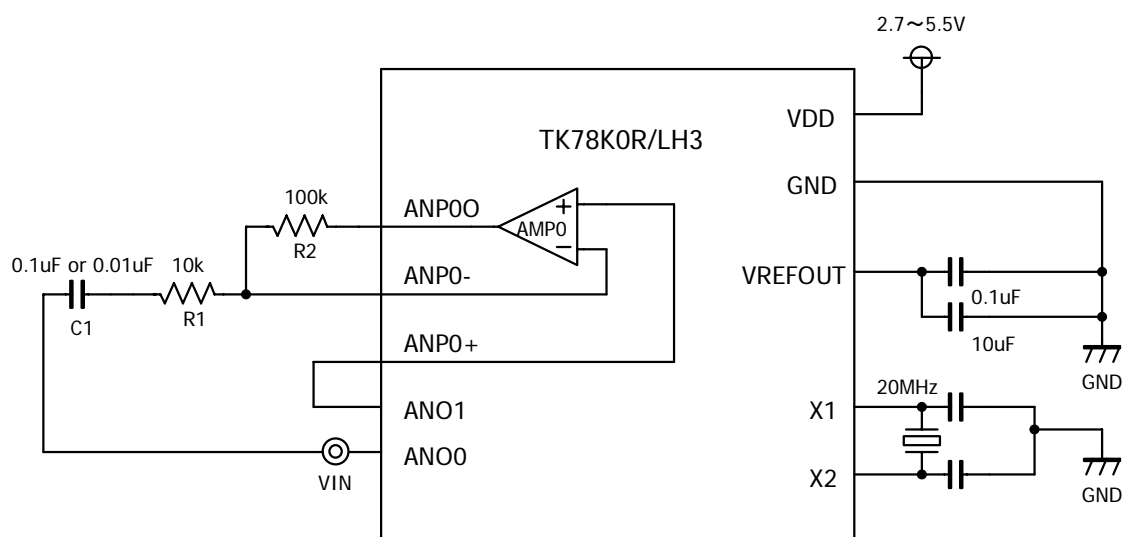 2.7～5.5V
VDD
TK78K0R/LH3
GND
100k
ANP0O
+
AMP0
−
R2
0.1uF or 0.01uF
10k
ANP0-
VREFOUT
0.1uF
C1
R1
ANP0+
10uF
GND
20MHz
ANO1
X1
ANO0
VIN
X2
GND